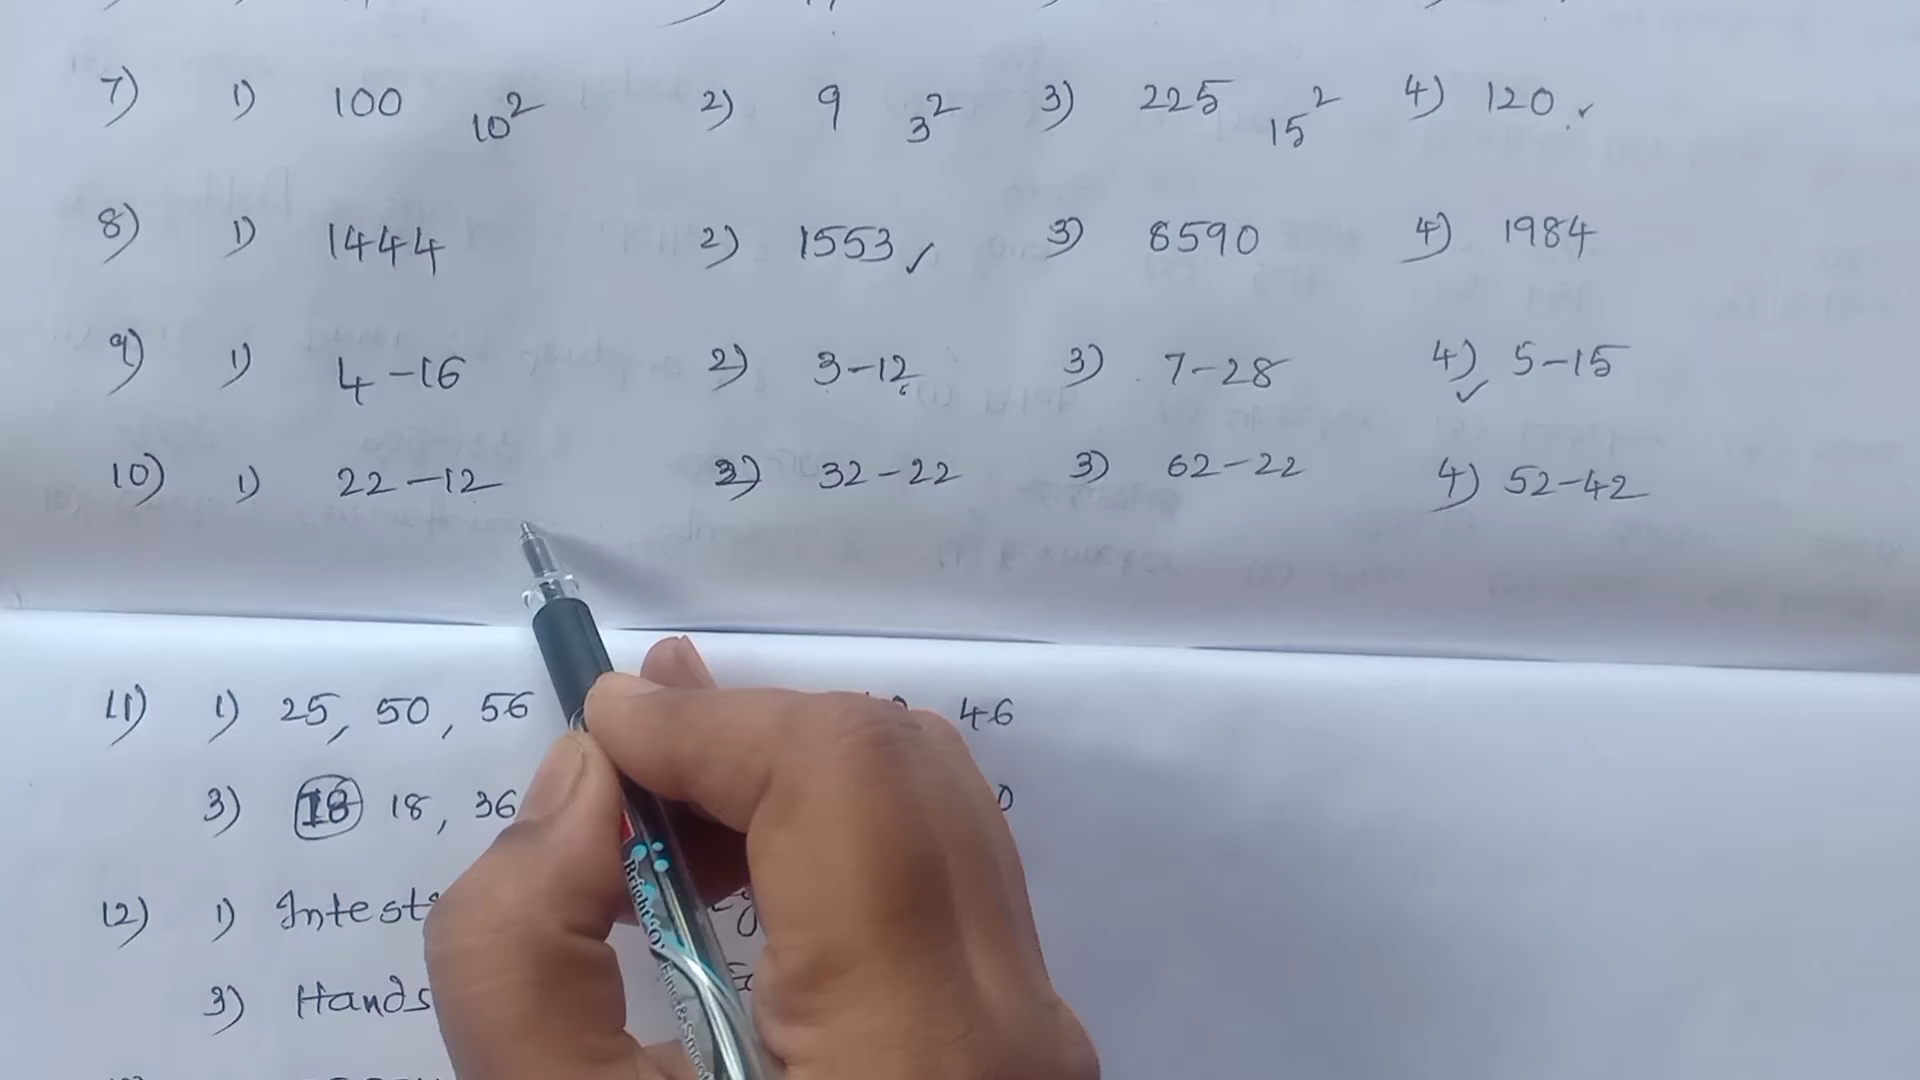 7) 1) 100 10² 2) 9 3² 3) 225 15² 4) 120 ✓
8) 1) 1444 2) 1553 ✓ 3) 8590 4) 1984
9) 1) 4-16 2) 3-12 3) 7-28 4) ✓ 5-15
10) 1) 22-12 2) 32-22 3) 62-22 4) 52-42
11) 1) 25, 50, 56 46
3) 18 18, 36
12) 1)
3) Hands